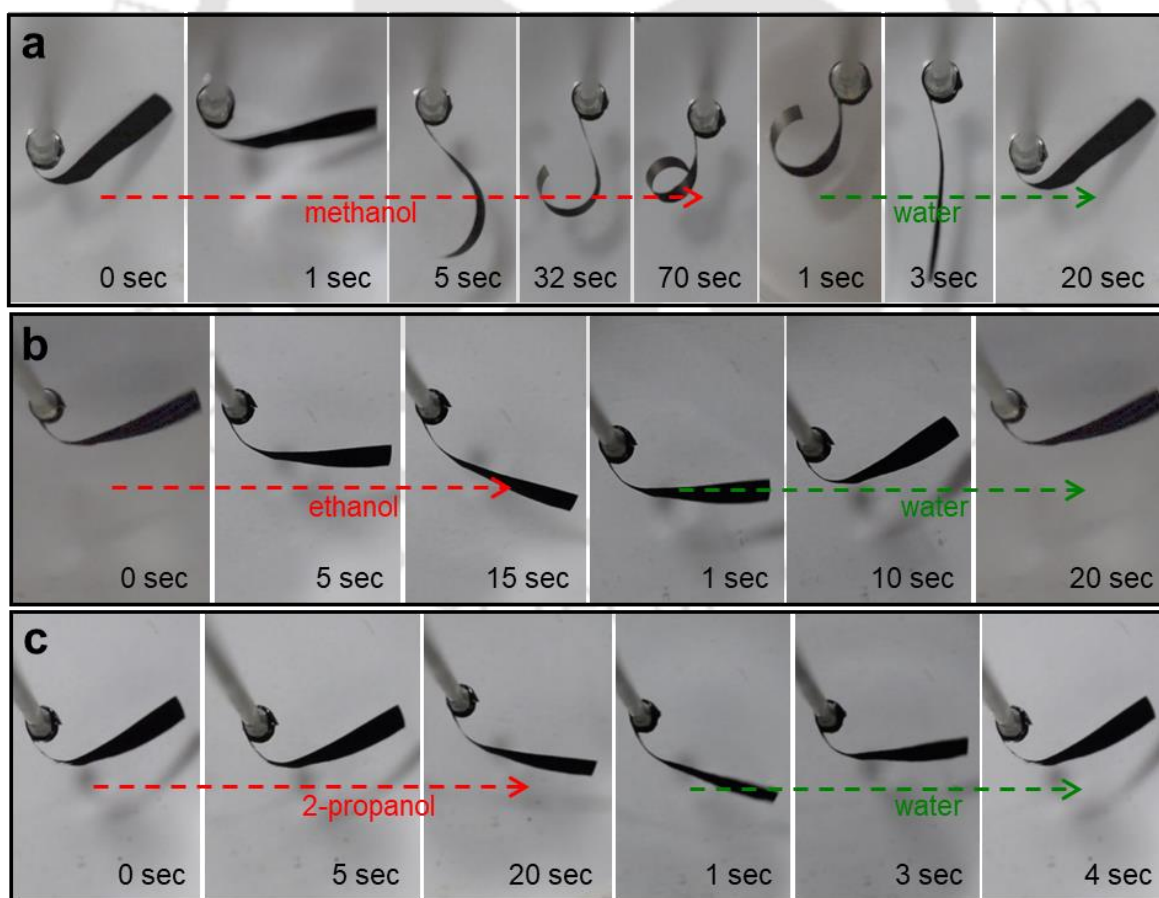 a
methanol
water
0 sec
1 sec
5 sec
32 sec
70 sec
1 sec
3 sec
20 sec
b
ethanol
water
0 sec
5 sec
15 sec
1 sec
10 sec
20 sec
c
2-propanol
water
0 sec
5 sec
20 sec
1 sec
3 sec
4 sec